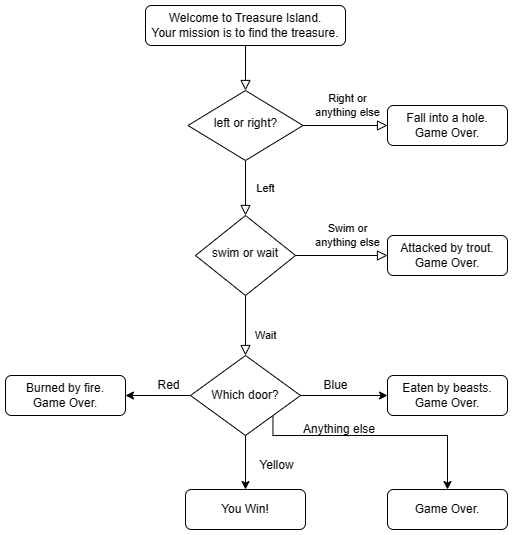 Welcome to Treasure Island.
Your mission is to find the treasure.
left or right?
Right or
anything else
Fall into a hole.
Game Over.
Left
swim or wait
Swim or
anything else
Attacked by trout.
Game Over.
Wait
Burned by fire.
Game Over.
Red
Which door?
Blue
Eaten by beasts.
Game Over.
Anything else
Yellow
You Win!
Game Over.